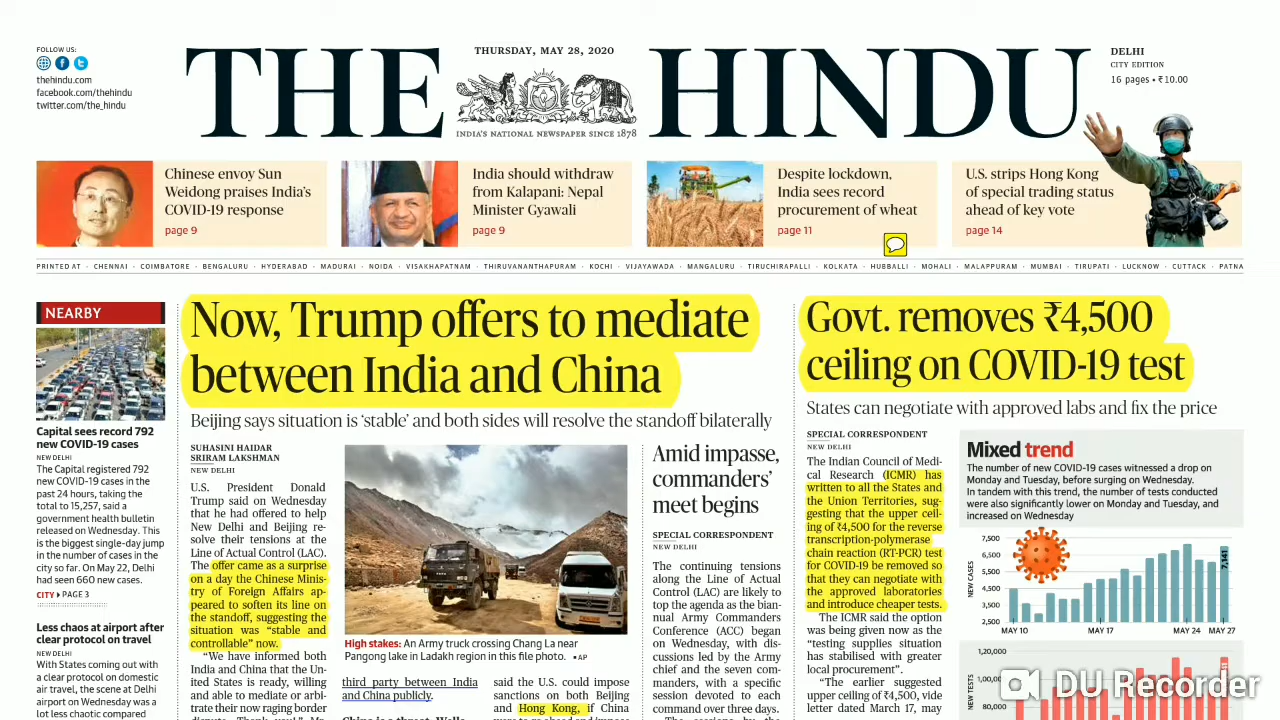 FOLLOW US:
thehindu.com
facebook.com/thehindu
twitter.com/the_hindu
THE HINDU
THURSDAY, MAY 28, 2020
INDIA'S NATIONAL NEWSPAPER SINCE 1878
DELHI
CITY EDITION
16 pages • ₹10.00
Chinese envoy Sun
Weidong praises India's
COVID-19 response
page 9
India should withdraw
from Kalapani: Nepal
Minister Gyawali
page 9
Despite lockdown,
India sees record
procurement of wheat
page 11
U.S. strips Hong Kong
of special trading status
ahead of key vote
page 14
PRINTED AT · CHENNAI · COIMBATORE · BENGALURU · HYDERABAD · MADURAI · NOIDA · VISAKHAPATNAM · THIRUVANANTHAPURAM · KOCHI · VIJAYAWADA · MANGALURU · TIRUCHIRAPALLI · KOLKATA · HUBBALLI · MOHALI · MALAPPURAM · MUMBAI · TIRUPATI · LUCKNOW · CUTTACK · PATNA
NEARBY
Capital sees record 792
new COVID-19 cases
NEW DELHI
The Capital registered 792
new COVID-19 cases in the
past 24 hours, taking the
total to 15,257, said a
government health bulletin
released on Wednesday. This
is the biggest single-day jump
in the number of cases in the
city so far. On May 22, Delhi
had seen 660 new cases.
CITY ▸ PAGE 3
Less chaos at airport after
clear protocol on travel
NEW DELHI
With States coming out with
a clear protocol on domestic
air travel, the scene at Delhi
airport on Wednesday was a
lot less chaotic compared
Now, Trump offers to mediate
between India and China
Beijing says situation is 'stable' and both sides will resolve the standoff bilaterally
SUHASINI HAIDAR
SRIRAM LAKSHMAN
NEW DELHI
U.S. President Donald
Trump said on Wednesday
that he had offered to help
New Delhi and Beijing re-
solve their tensions at the
Line of Actual Control (LAC).
The offer came as a surprise
on a day the Chinese Minis-
try of Foreign Affairs ap-
peared to soften its line on
the standoff, suggesting the
situation was "stable and
controllable" now.
"We have informed both
India and China that the Un-
ited States is ready, willing
and able to mediate or arbi-
trate their now raging border
High stakes: An Army truck crossing Chang La near
Pangong lake in Ladakh region in this file photo. • AP
third party between India
and China publicly.
said the U.S. could impose
sanctions on both Beijing
and Hong Kong, if China
Amid impasse,
commanders'
meet begins
SPECIAL CORRESPONDENT
NEW DELHI
The continuing tensions
along the Line of Actual
Control (LAC) are likely to
top the agenda as the bian-
nual Army Commanders
Conference (ACC) began
on Wednesday, with dis-
cussions led by the Army
chief and the seven com-
manders, with a specific
session devoted to each
command over three days.
Govt. removes ₹4,500
ceiling on COVID-19 test
States can negotiate with approved labs and fix the price
SPECIAL CORRESPONDENT
NEW DELHI
The Indian Council of Medi-
cal Research (ICMR) has
written to all the States and
the Union Territories, sug-
gesting that the upper ceil-
ing of ₹4,500 for the reverse
transcription-polymerase
chain reaction (RT-PCR) test
for COVID-19 be removed so
that they can negotiate with
the approved laboratories
and introduce cheaper tests.
The ICMR said the option
was being given now as the
"testing supplies situation
has stabilised with greater
local procurement".
"The earlier suggested
upper ceiling of ₹4,500, vide
letter dated March 17, may
Mixed trend
The number of new COVID-19 cases witnessed a drop on
Monday and Tuesday, before surging on Wednesday.
In tandem with this trend, the number of tests conducted
were also significantly lower on Monday and Tuesday, and
increased on Wednesday
NEW CASES
7,500
6,500
5,500
4,500
3,500
2,500
7,141
MAY 10
MAY 17
MAY 24
MAY 27
NEW TESTS
1,20,000
1,00,000
80,000
DU Recorder